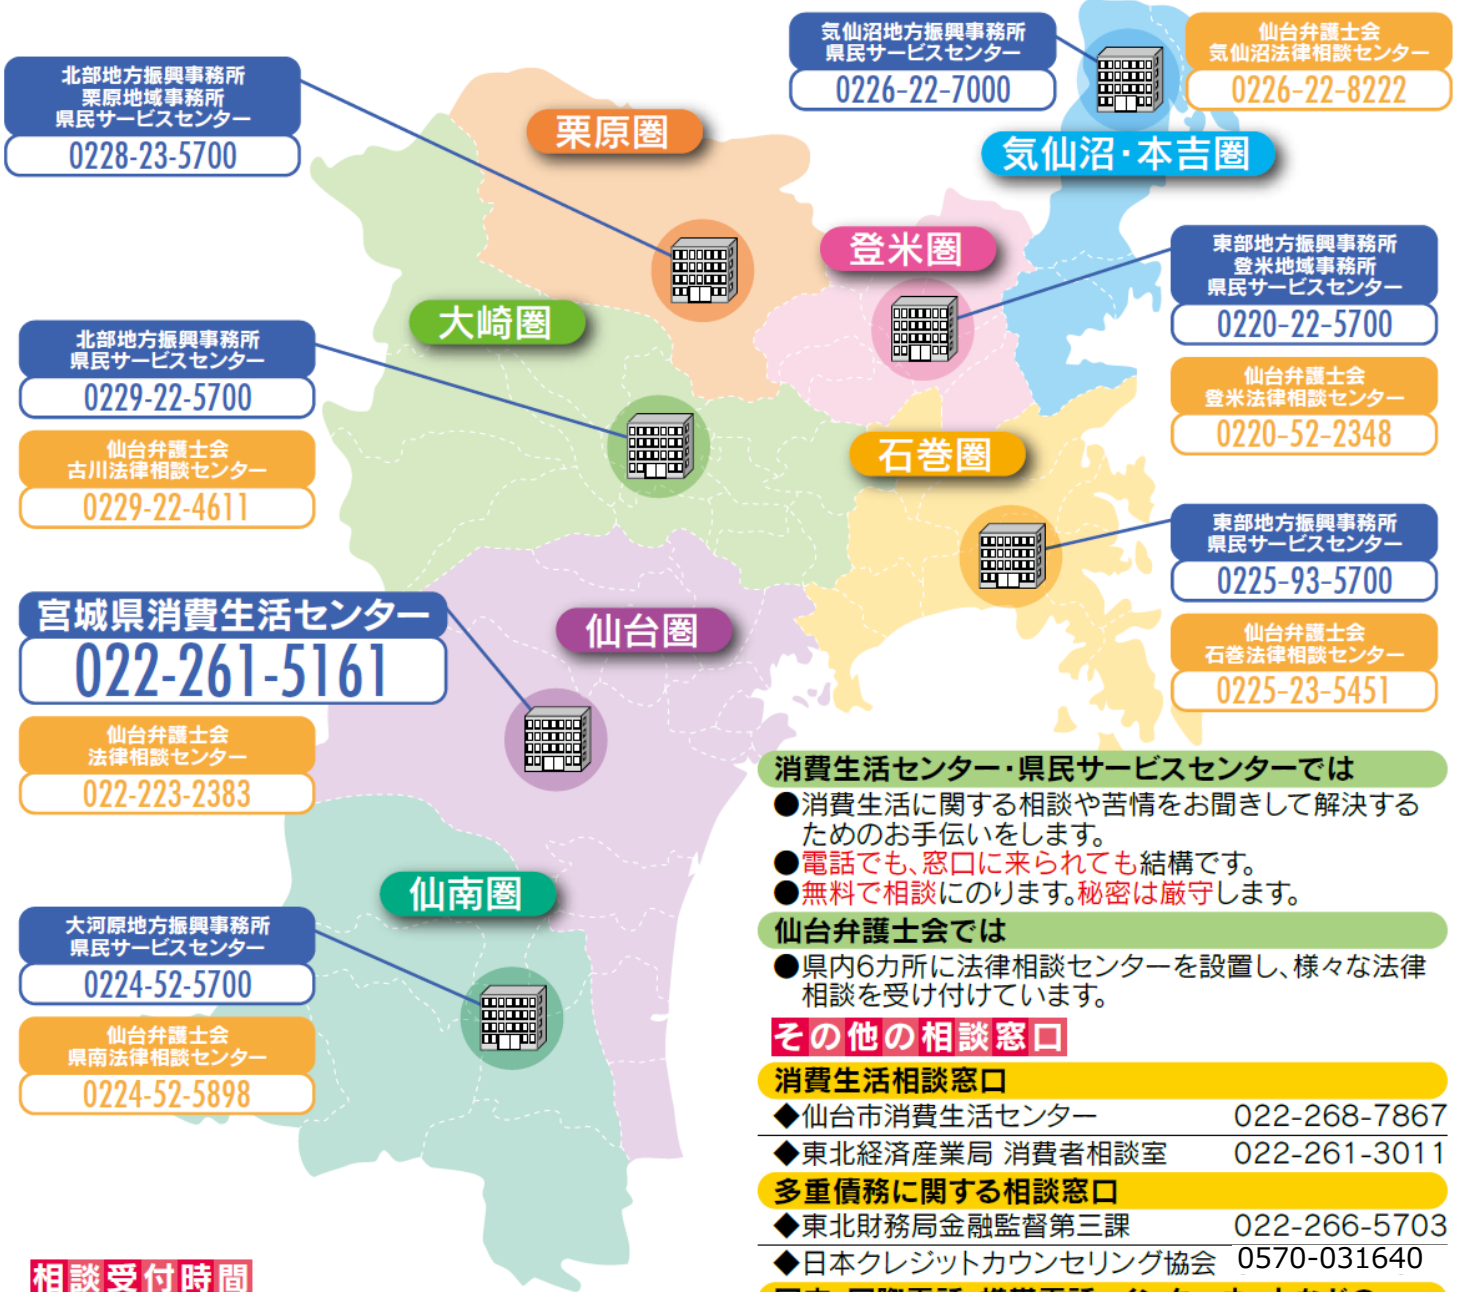 気仙沼地方振興事務所
県民サービスセンター
0226-22-7000
仙台弁護士会
気仙沼法律相談センター
0226-22-8222
北部地方振興事務所
栗原地域事務所
県民サービスセンター
0228-23-5700
栗原圏
気仙沼・本吉圏
登米圏
東部地方振興事務所
登米地域事務所
県民サービスセンター
0220-22-5700
大崎圏
北部地方振興事務所
県民サービスセンター
0229-22-5700
仙台弁護士会
登米法律相談センター
0220-52-2348
仙台弁護士会
古川法律相談センター
0229-22-4611
石巻圏
東部地方振興事務所
県民サービスセンター
0225-93-5700
宮城県消費生活センター
022-261-5161
仙台圏
仙台弁護士会
石巻法律相談センター
0225-23-5451
仙台弁護士会
法律相談センター
022-223-2383
仙南圏
大河原地方振興事務所
県民サービスセンター
0224-52-5700
仙台弁護士会
県南法律相談センター
0224-52-5898
消費生活センター・県民サービスセンターでは
●消費生活に関する相談や苦情をお聞きして解決する
ためのお手伝いをします。
●電話でも、窓口に来られても結構です。
●無料で相談にのります。秘密は厳守します。
仙台弁護士会では
●県内6カ所に法律相談センターを設置し、様々な法律
相談を受け付けています。
その他の相談窓口
消費生活相談窓口
◆仙台市消費生活センター 022-268-7867
◆東北経済産業局 消費者相談室 022-261-3011
多重債務に関する相談窓口
◆東北財務局金融監督第三課 022-266-5703
◆日本クレジットカウンセリング協会 0570-031640
相談受付時間